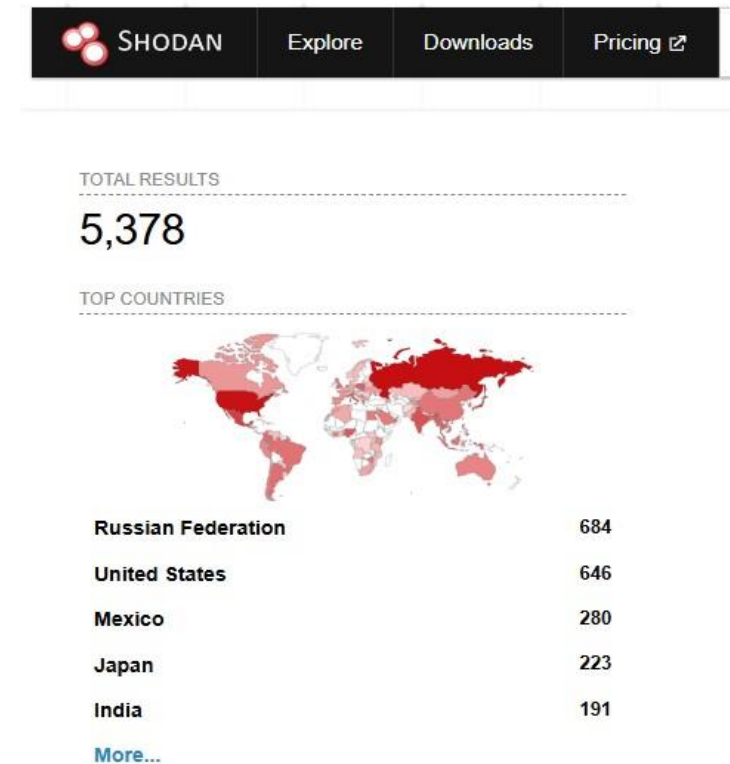 SHODAN Explore Downloads Pricing
TOTAL RESULTS
5,378
TOP COUNTRIES
Russian Federation 684
United States 646
Mexico 280
Japan 223
India 191
More...